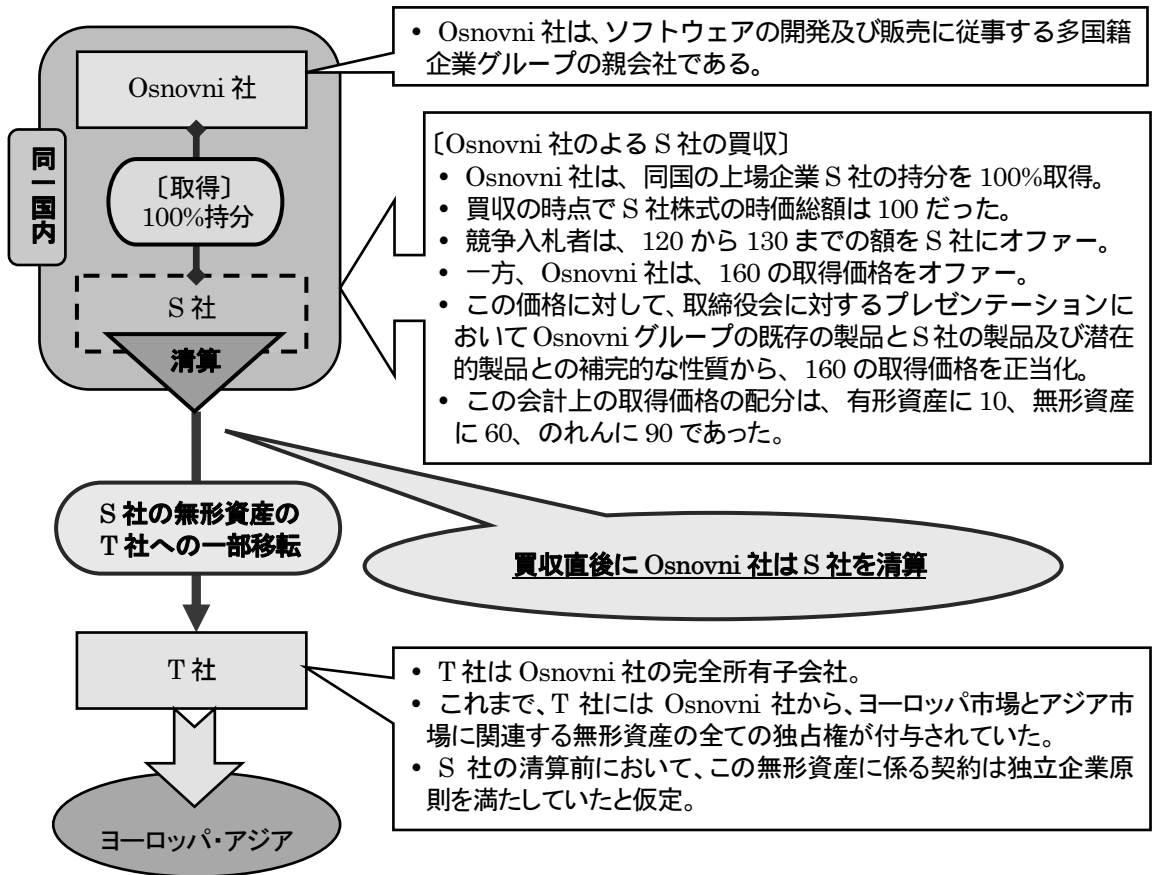 • Osnovni 社は、ソフトウェアの開発及び販売に従事する多国籍
企業グループの親会社である。
Osnovni 社
同一国内
〔取得〕
100%持分
S 社
清算
〔Osnovni 社のよる S 社の買収〕
• Osnovni 社は、同国の上場企業 S 社の持分を 100%取得。
• 買収の時点で S 社株式の時価総額は 100 だった。
• 競争入札者は、120 から 130 までの額を S 社にオファー。
• 一方、Osnovni 社は、160 の取得価格をオファー。
• この価格に対して、取締役会に対するプレゼンテーションに
おいて Osnovni グループの既存の製品と S 社の製品及び潜在
的製品との補完的な性質から、160 の取得価格を正当化。
• この会計上の取得価格の配分は、有形資産に 10、無形資産
に 60、のれんに 90 であった。
S 社の無形資産の
T 社への一部移転
買収直後に Osnovni 社は S 社を清算
T 社
• T 社は Osnovni 社の完全所有子会社。
• これまで、T 社には Osnovni 社から、ヨーロッパ市場とアジア市
場に関連する無形資産の全ての独占権が付与されていた。
• S 社の清算前において、この無形資産に係る契約は独立企業原
則を満たしていたと仮定。
ヨーロッパ・アジア